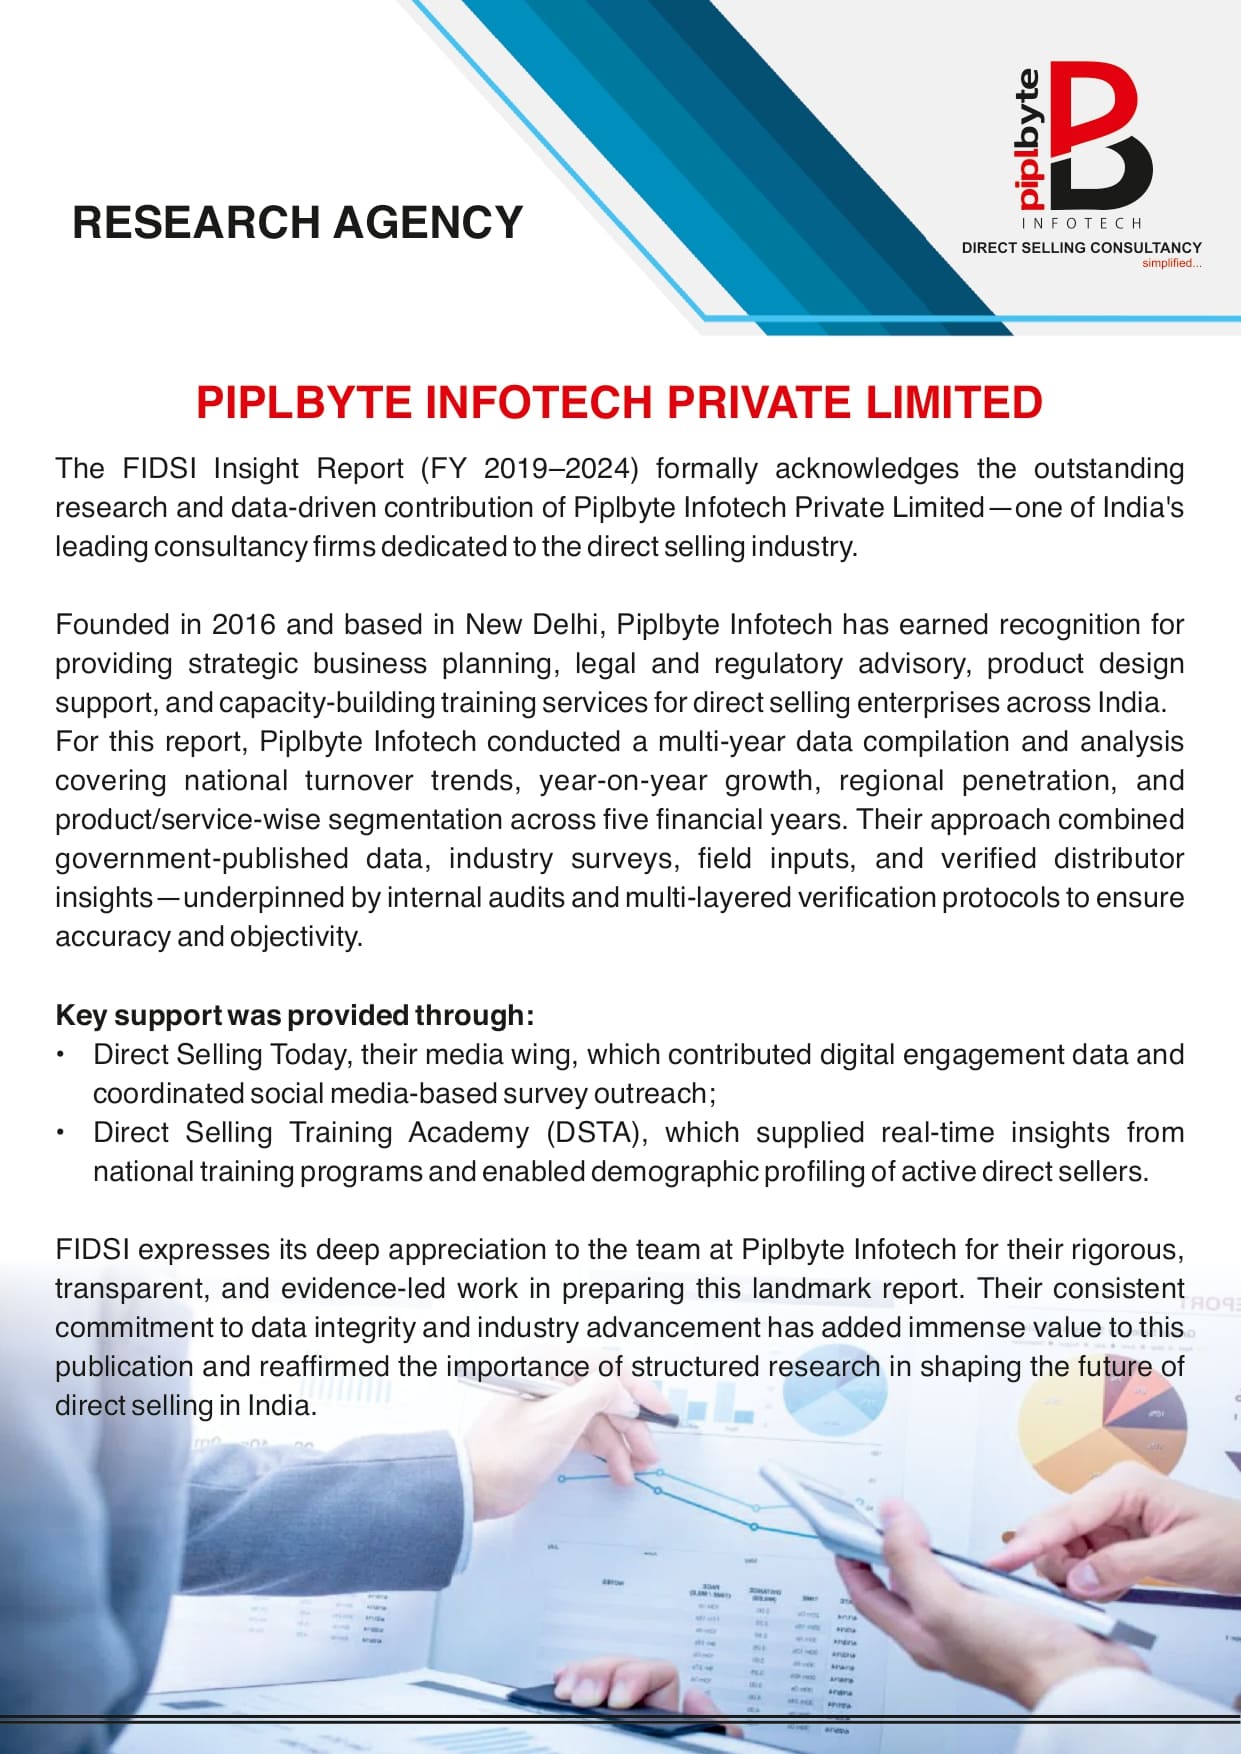 piplbyte
INFOTECH
DIRECT SELLING CONSULTANCY
simplified...
RESEARCH AGENCY
PIPLBYTE INFOTECH PRIVATE LIMITED
The FIDSI Insight Report (FY 2019–2024) formally acknowledges the outstanding
research and data-driven contribution of Piplbyte Infotech Private Limited—one of India's
leading consultancy firms dedicated to the direct selling industry.
Founded in 2016 and based in New Delhi, Piplbyte Infotech has earned recognition for
providing strategic business planning, legal and regulatory advisory, product design
support, and capacity-building training services for direct selling enterprises across India.
For this report, Piplbyte Infotech conducted a multi-year data compilation and analysis
covering national turnover trends, year-on-year growth, regional penetration, and
product/service-wise segmentation across five financial years. Their approach combined
government-published data, industry surveys, field inputs, and verified distributor
insights—underpinned by internal audits and multi-layered verification protocols to ensure
accuracy and objectivity.
Key support was provided through:
• Direct Selling Today, their media wing, which contributed digital engagement data and
coordinated social media-based survey outreach;
• Direct Selling Training Academy (DSTA), which supplied real-time insights from
national training programs and enabled demographic profiling of active direct sellers.
FIDSI expresses its deep appreciation to the team at Piplbyte Infotech for their rigorous,
transparent, and evidence-led work in preparing this landmark report. Their consistent
commitment to data integrity and industry advancement has added immense value to this
publication and reaffirmed the importance of structured research in shaping the future of
direct selling in India.